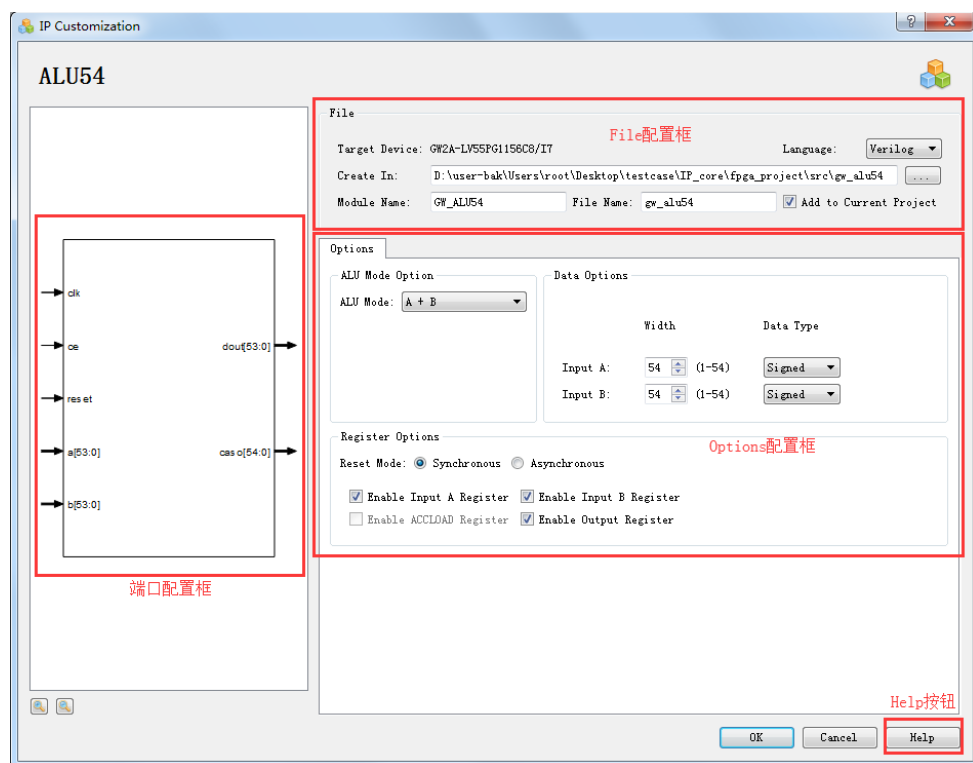 IP Customization
ALU54
File
File配置框
Target Device: GW2A-LV55PG1156C8/I7
Language: Verilog
Create In: D:\user-bak\Users\root\Desktop\testcase\IP_core\fpga_project\src\gw_alu54 ...
Module Name: GW_ALU54 File Name: gw_alu54 Add to Current Project
Options
ALU Mode Option
ALU Mode: A + B
Data Options
Width Data Type
Input A: 54 (1-54) Signed
Input B: 54 (1-54) Signed
Register Options
Options配置框
Reset Mode: Synchronous Asynchronous
Enable Input A Register Enable Input B Register
Enable ACCLOAD Register Enable Output Register
clk
ce dout[53:0]
reset
a[53:0] caso[54:0]
b[53:0]
端口配置框
Help按钮
OK Cancel Help